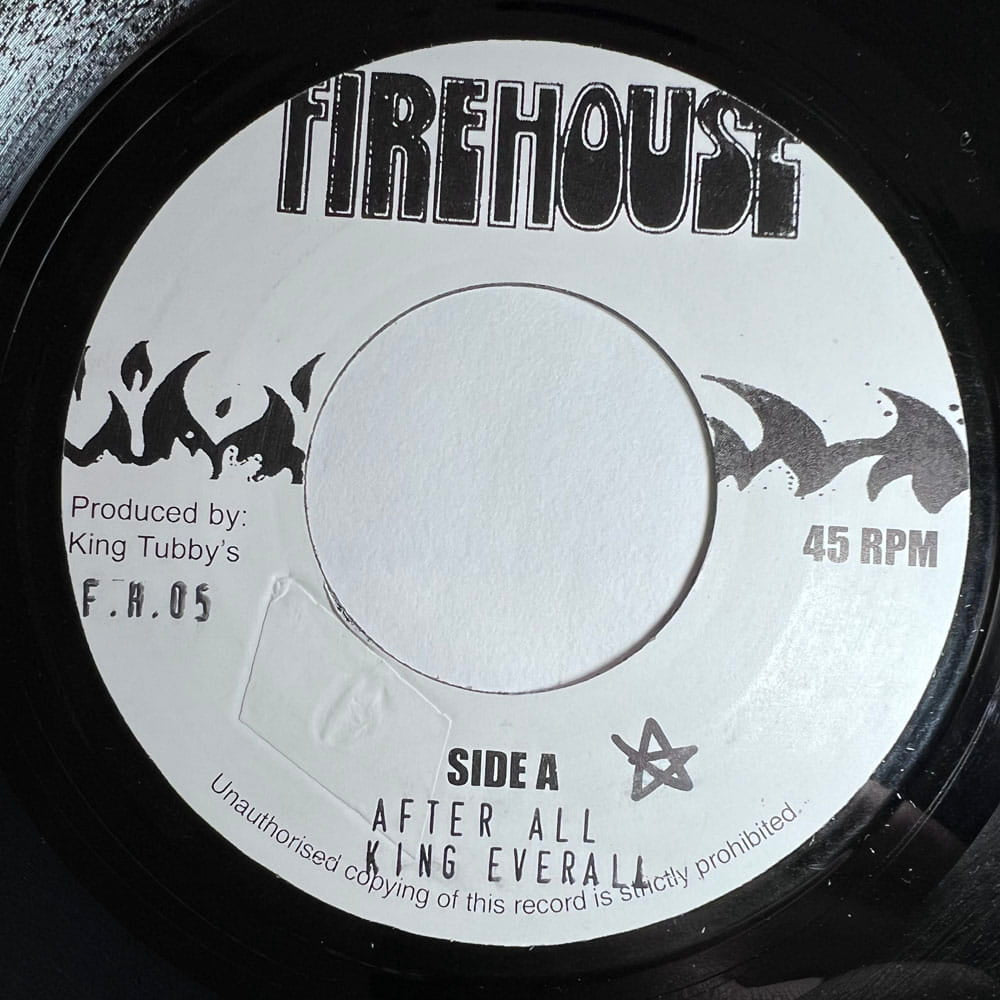 FIREHOUSE
Produced by:
King Tubby's
F.H.05
45 RPM
SIDE A
AFTER ALL
KING EVERALL
Unauthorised copying of this record is strictly prohibited.